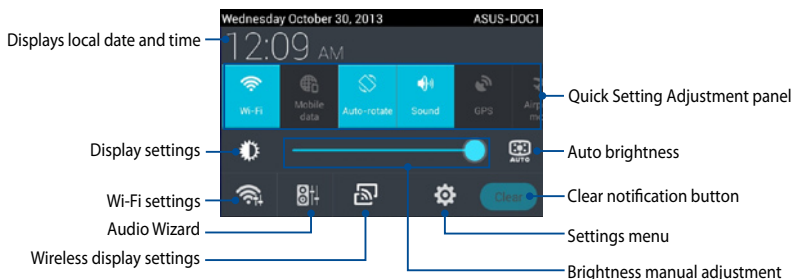 Wednesday October 30, 2013 ASUS-DOC1
Displays local date and time
12:09 AM
Wi-Fi
Mobile data
Auto-rotate
Sound
GPS
Quick Setting Adjustment panel
Display settings
AUTO
Auto brightness
Wi-Fi settings
Clear
Clear notification button
Audio Wizard
Settings menu
Wireless display settings
Brightness manual adjustment